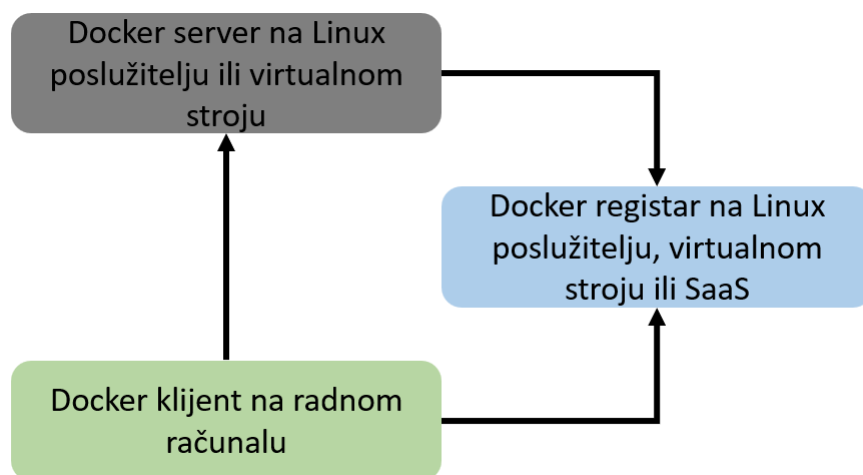 Docker server na Linux
poslužitelju ili virtualnom
stroju
Docker registar na Linux
poslužitelju, virtualnom
stroju ili SaaS
Docker klijent na radnom
računalu